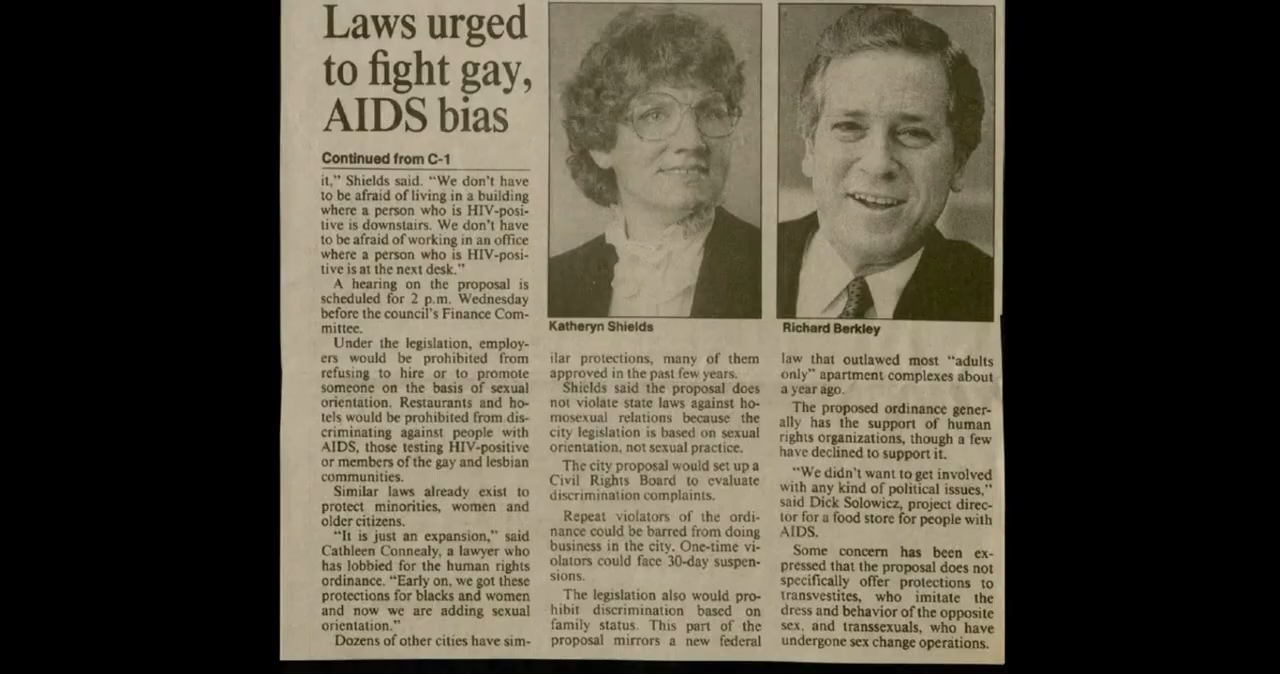 Laws urged
to fight gay,
AIDS bias
Continued from C-1
it," Shields said. "We don't have
to be afraid of living in a building
where a person who is HIV-posi-
tive is downstairs. We don't have
to be afraid of working in an office
where a person who is HIV-posi-
tive is at the next desk."
A hearing on the proposal is
scheduled for 2 p.m. Wednesday
before the council's Finance Com-
mittee.
Under the legislation, employ-
ers would be prohibited from
refusing to hire or to promote
someone on the basis of sexual
orientation. Restaurants and ho-
tels would be prohibited from dis-
criminating against people with
AIDS, those testing HIV-positive
or members of the gay and lesbian
communities.
Similar laws already exist to
protect minorities, women and
older citizens.
"It is just an expansion," said
Cathleen Connealy, a lawyer who
has lobbied for the human rights
ordinance. "Early on, we got these
protections for blacks and women
and now we are adding sexual
orientation."
Dozens of other cities have sim-
Katheryn Shields
ilar protections, many of them
approved in the past few years.
Shields said the proposal does
not violate state laws against ho-
mosexual relations because the
city legislation is based on sexual
orientation, not sexual practice.
The city proposal would set up a
Civil Rights Board to evaluate
discrimination complaints.
Repeat violators of the ordi-
nance could be barred from doing
business in the city. One-time vi-
olators could face 30-day suspen-
sions.
The legislation also would pro-
hibit discrimination based on
family status. This part of the
proposal mirrors a new federal
Richard Berkley
law that outlawed most "adults
only" apartment complexes about
a year ago.
The proposed ordinance gener-
ally has the support of human
rights organizations, though a few
have declined to support it.
"We didn't want to get involved
with any kind of political issues,"
said Dick Solowicz, project direc-
tor for a food store for people with
AIDS.
Some concern has been ex-
pressed that the proposal does not
specifically offer protections to
transvestites, who imitate the
dress and behavior of the opposite
sex, and transsexuals, who have
undergone sex change operations.